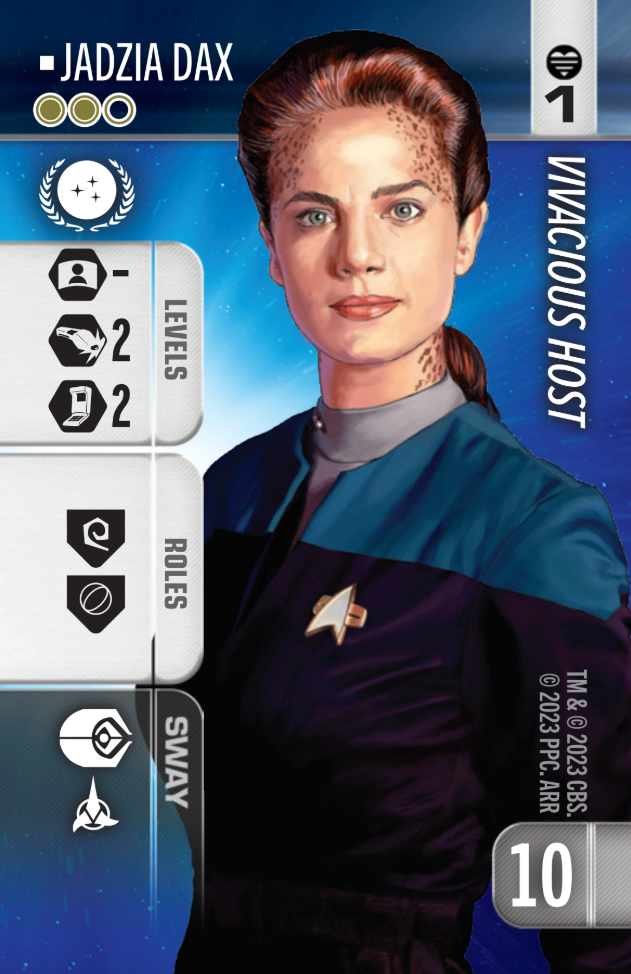 ▪JADZIA DAX
1
VIVACIOUS HOST
-
2
2
LEVELS
ROLES
SWAY
TM & © 2023 CBS.
© 2023 PPC. ARR
10